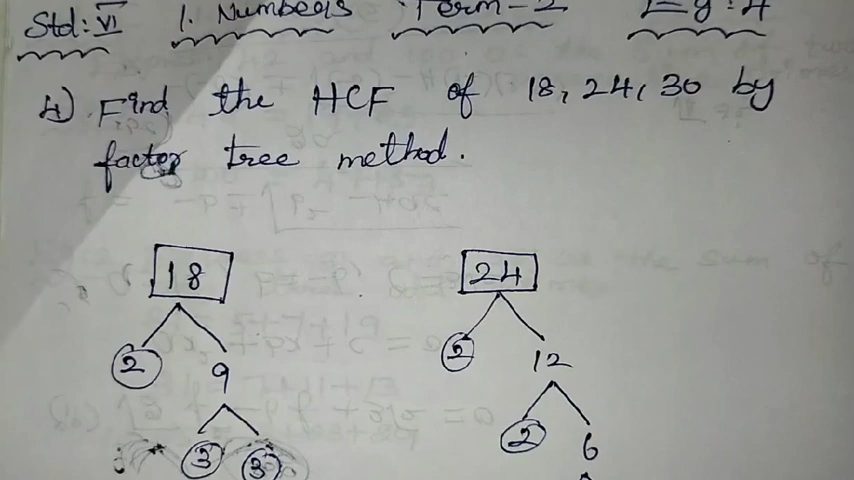 Std: VI 1. Numbers Term-2 Eg: 4
4) Find the HCF of 18, 24, 30 by
factor tree method.
18 24
2 9 2 12
3 3 2 6